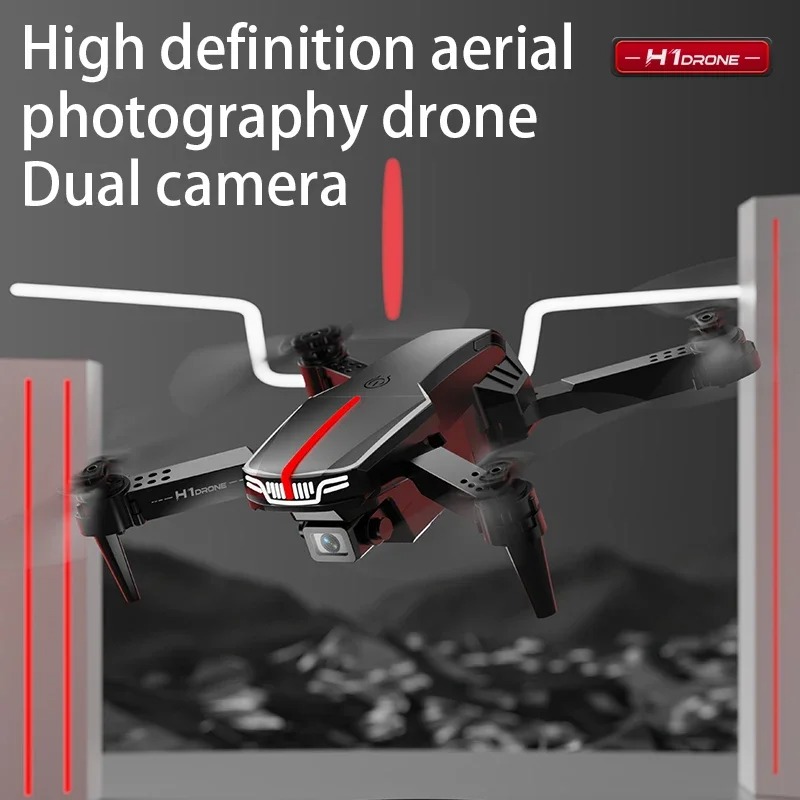 High definition aerial
photography drone
Dual camera
H1DRONE
H1DRONE